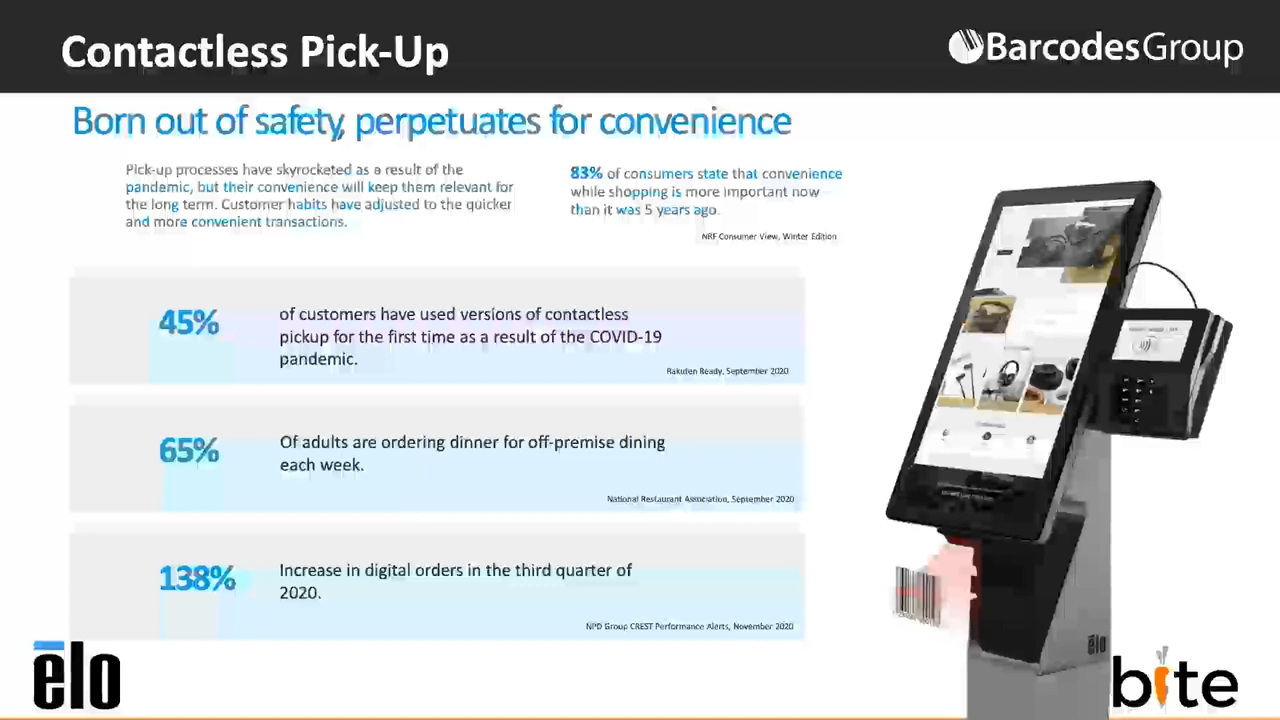 Contactless Pick-Up
BarcodesGroup
Born out of safety, perpetuates for convenience
Pick-up processes have skyrocketed as a result of the
pandemic, but their convenience will keep them relevant for
the long term. Customer habits have adjusted to the quicker
and more convenient transactions.
83% of consumers state that convenience
while shopping is more important now
than it was 5 years ago.
NRF Consumer View, Winter Edition
45%
of customers have used versions of contactless
pickup for the first time as a result of the COVID-19
pandemic.
Rakuten Ready, September 2020
65%
Of adults are ordering dinner for off-premise dining
each week.
National Restaurant Association, September 2020
138%
Increase in digital orders in the third quarter of
2020.
NPD Group CREST Performance Alerts, November 2020
elo
elo
bite